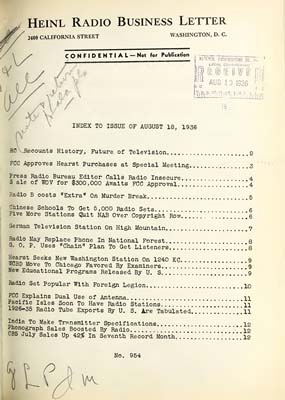 HEINL RADIO BUSINESS LETTER
2400 CALIFORNIA STREET WASHINGTON, D. C.
CONFIDENTIAL—Not for Publication
RECEIVED
AUG 19 1936
INDEX TO ISSUE OF AUGUST 18, 1936
Recounts History, Future of Television 2
FCC Approves Hearst Purchases at Special Meeting 3
Press Radio Bureau Editor Calls Radio Insecure 4
Sale of WOV for $300,000 Awaits FCC Approval 4
Radio Boosts "Extra" On Murder Break 5
Chinese Schools To Get 5,000 Radio Sets 6
Five More Stations Quit NAB Over Copyright Row 6
German Television Station On High Mountain 7
Radio May Replace Phone In National Forest 8
G. O. P. Uses "Chain" Plan To Get Listeners 8
Hearst Seeks New Washington Station On 1240 KC. 9
Move To Chicago Favored By Examiners 9
New Educational Programs Released By U. S. 9
Radio Set Popular With Foreign Legion 10
FCC Explains Dual Use of Antenna 11
Pacific Isles Soon To Have Radio Stations 11
1926-35 Radio Tube Exports By U. S. Are Tabulated 11
India To Make Transmitter Specifications 12
Phonograph Sales Boosted By Radio 12
CBS July Sales Up 42% In Seventh Record Month 12
No. 954